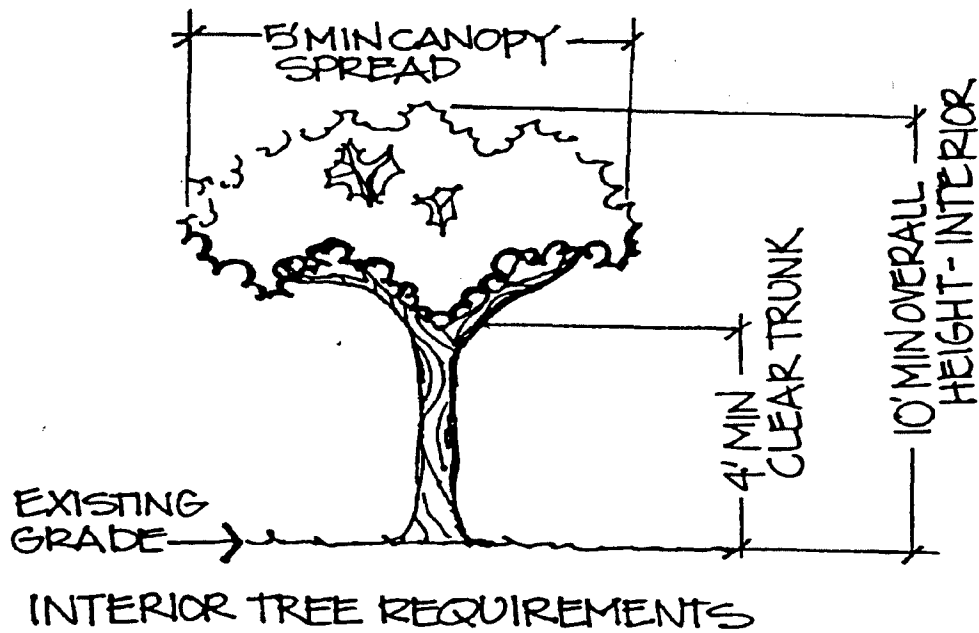 5' MIN CANOPY
SPREAD
10' MIN OVERALL
HEIGHT - INTERIOR
4' MIN
CLEAR TRUNK
EXISTING
GRADE
INTERIOR TREE REQUIREMENTS